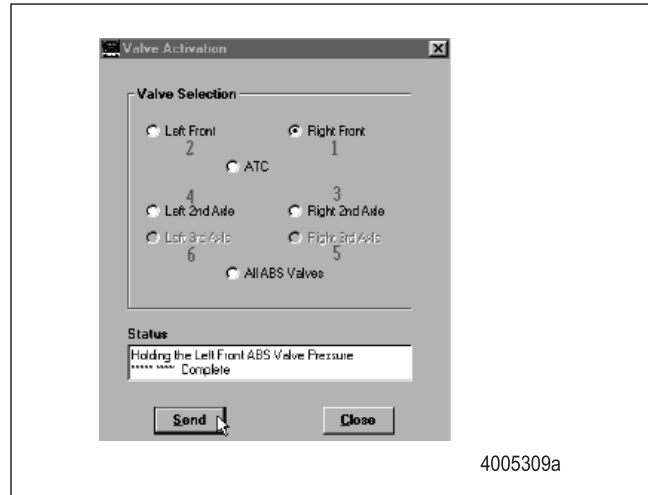 Valve Activation
Valve Selection
Left Front
Right Front
2
1
ATC
4
3
Left 2nd Axle
Right 2nd Axle
Left 3rd Axle
Right 3rd Axle
6
5
All ABS Valves
Status
Holding the Left Front ABS Valve Pressure
***** **** Complete
Send
Close
4005309a